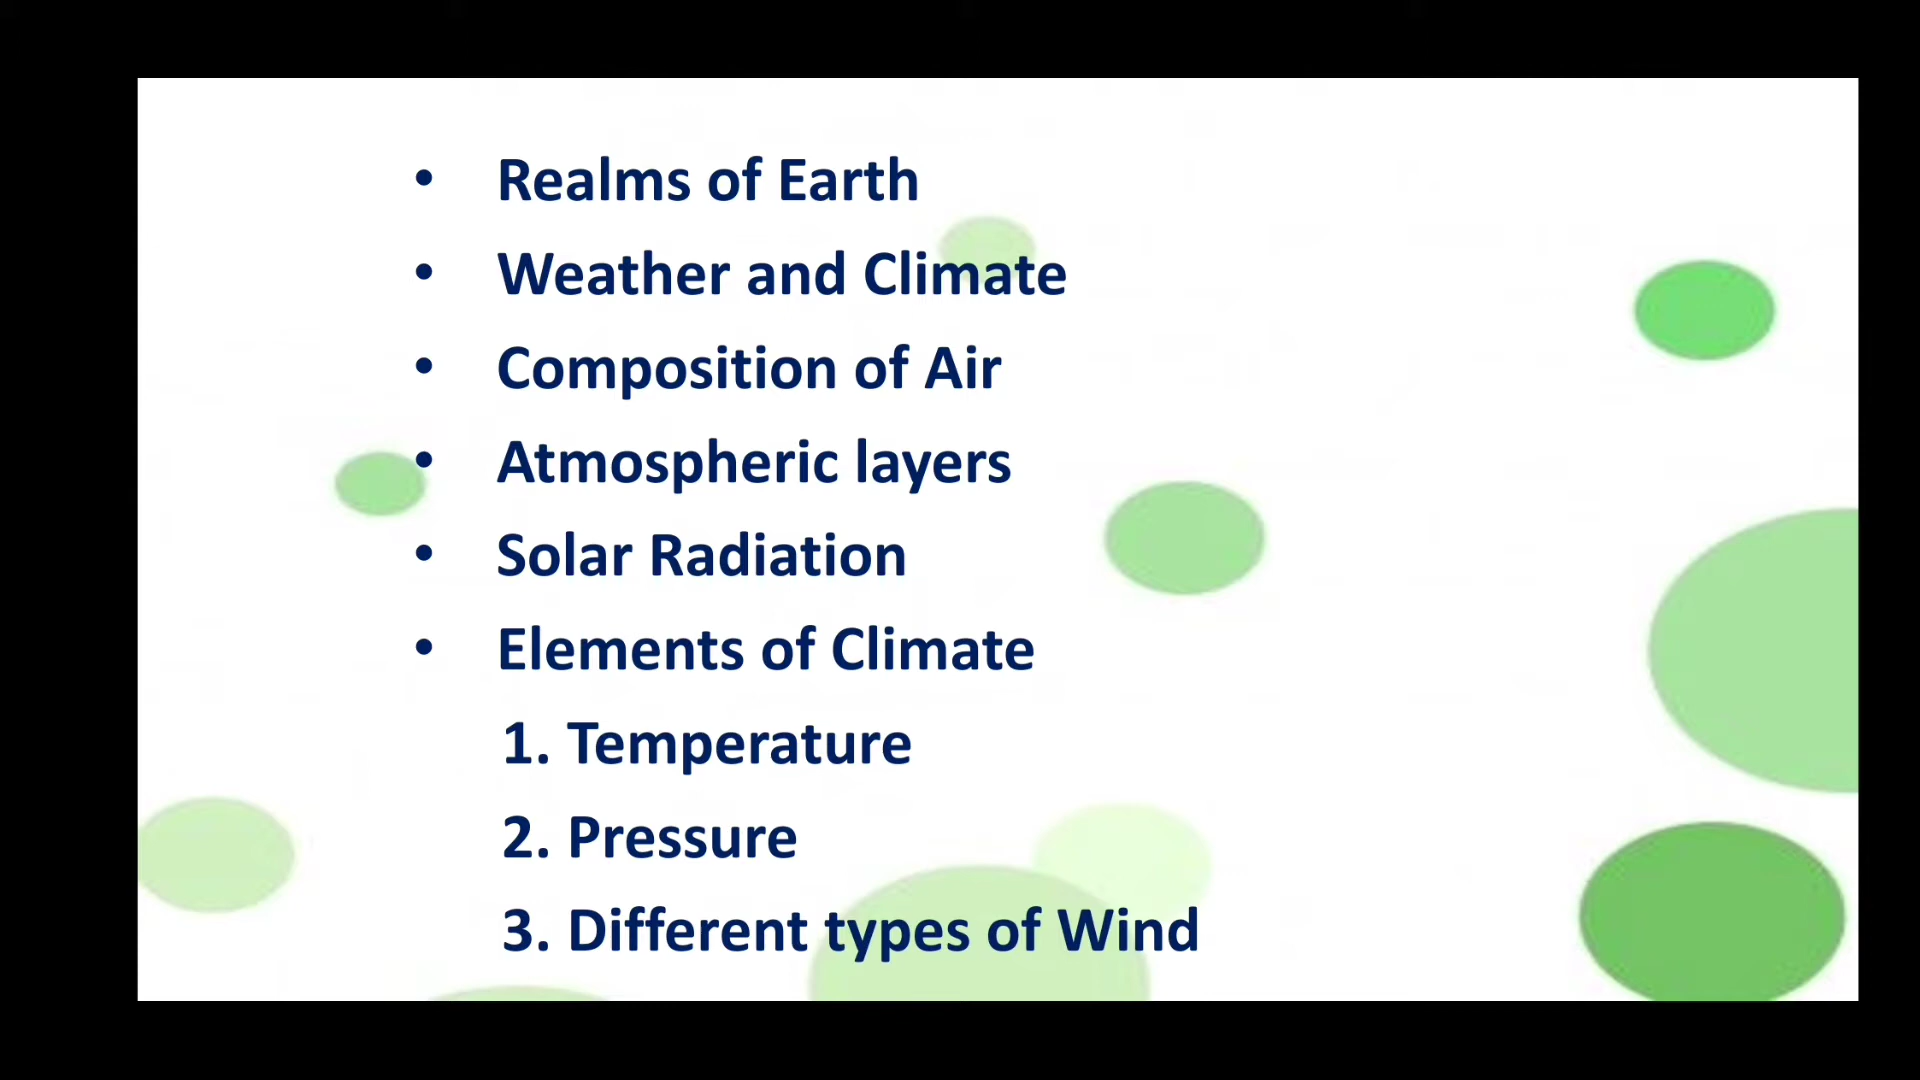 • Realms of Earth
• Weather and Climate
• Composition of Air
• Atmospheric layers
• Solar Radiation
• Elements of Climate
1. Temperature
2. Pressure
3. Different types of Wind